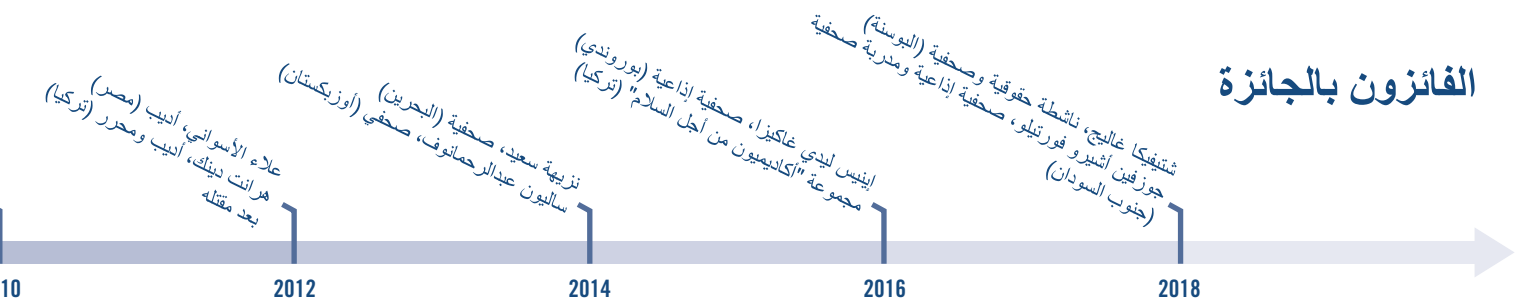 الفائزون بالجائزة
شتيفيكا غاليج، ناشطة حقوقية وصحفية (البوسنة)
جوزفين أشيرو فورتيلو، صحفية إذاعية ومدربة صحفية
(جنوب السودان)
إينيس ليدي غاكيزا، صحفية إذاعية (بوروندي)
مجموعة "أكاديميون من أجل السلام" (تركيا)
نزيهة سعيد، صحفية (البحرين)
ساليون عبدالرحمانوف، صحفي (أوزبكستان)
علاء الأسواني، أديب (مصر)
هرانت دينك، أديب ومحرر (تركيا)
بعد مقتله
10
2012
2014
2016
2018